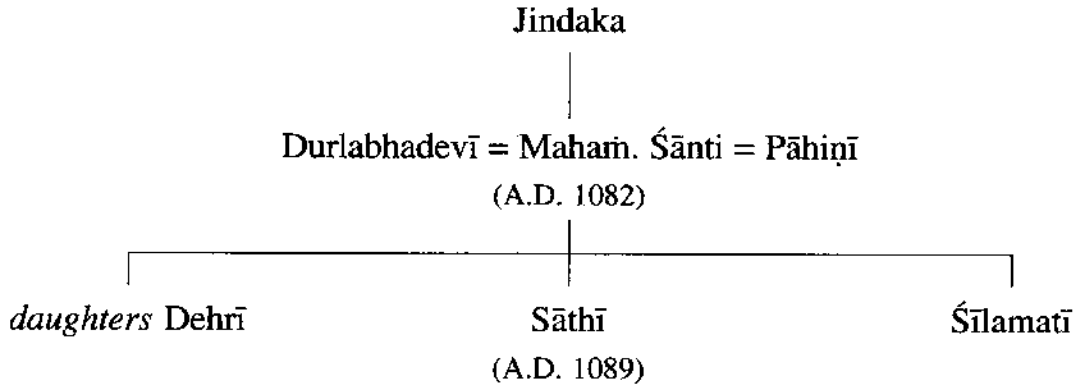 Jindaka
Durlabhadevī = Mahaṁ. Śānti = Pāhiṇī
(A.D. 1082)
daughters Dehrī Sāthī Śīlamatī
(A.D. 1089)